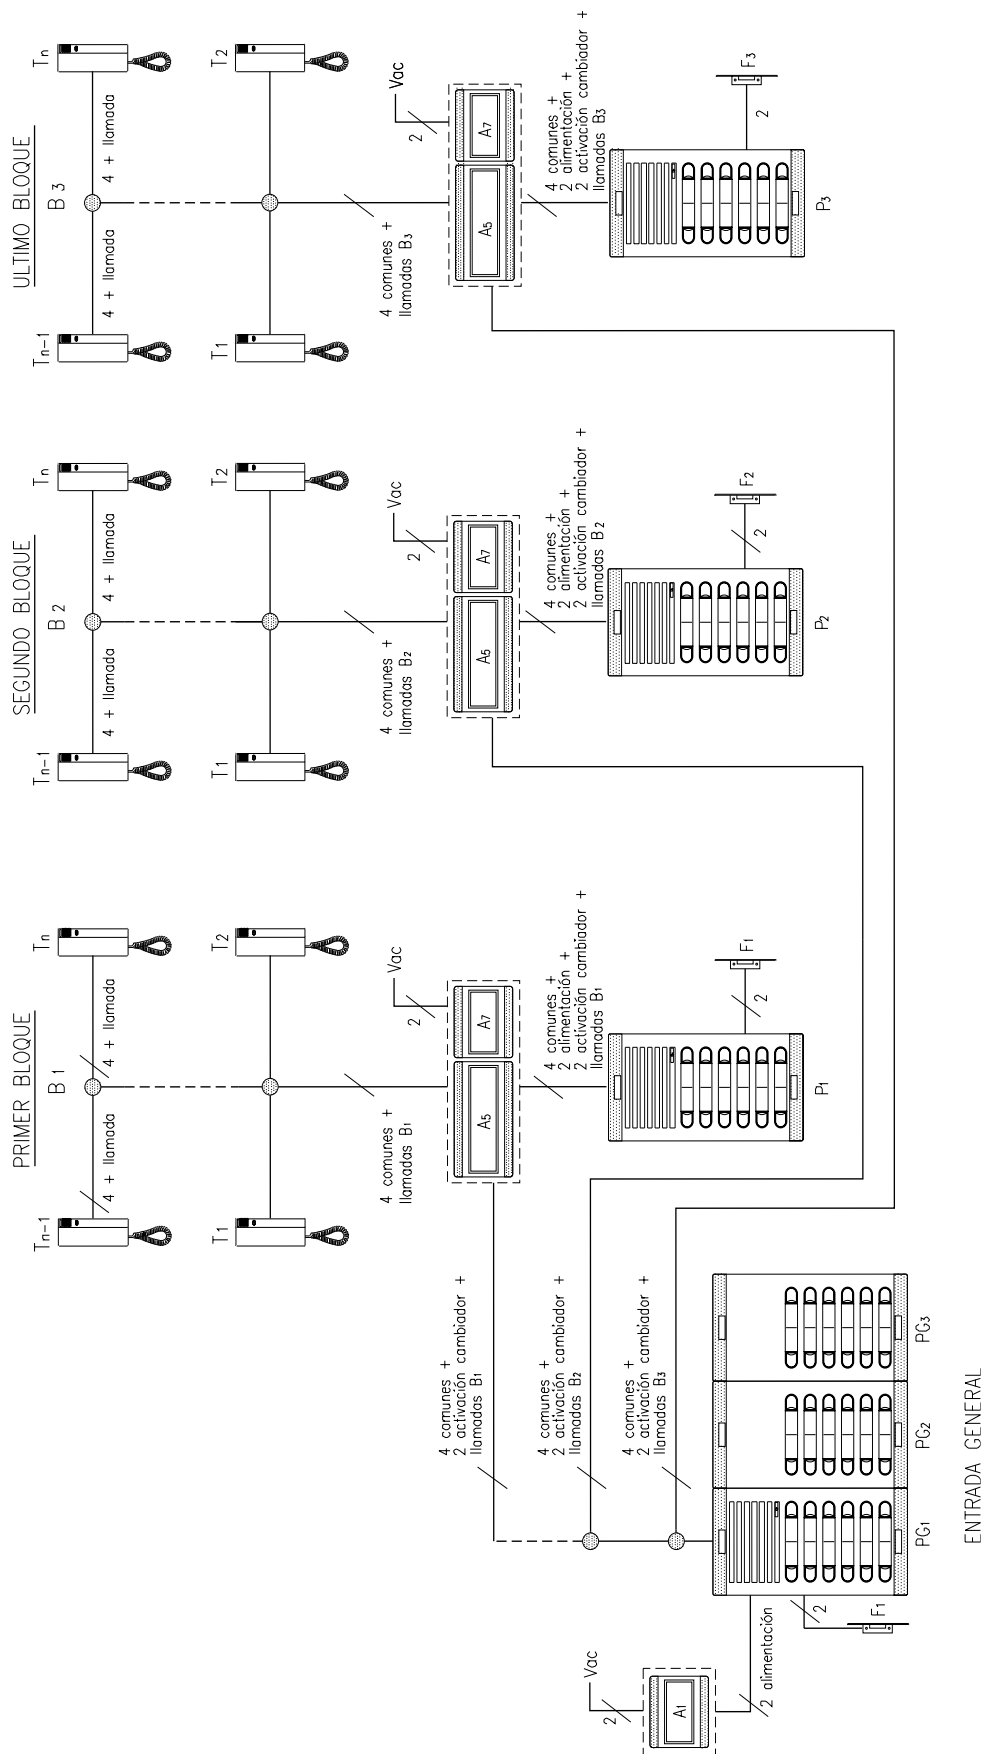 PRIMER BLOQUE
B1
Tn-1
Tn
4 + llamada
4 + llamada
T1
T2
4 comunes +
llamadas B1
Vac
2
A5
A7
4 comunes +
2 alimentación +
2 activación cambiador +
llamadas B1
F1
2
P1
SEGUNDO BLOQUE
B2
Tn-1
Tn
4 + llamada
4 + llamada
T1
T2
4 comunes +
llamadas B2
Vac
2
A5
A7
4 comunes +
2 alimentación +
2 activación cambiador +
llamadas B2
F2
2
P2
ULTIMO BLOQUE
B3
Tn-1
Tn
4 + llamada
4 + llamada
T1
T2
4 comunes +
llamadas B3
Vac
2
A5
A7
4 comunes +
2 alimentación +
2 activación cambiador +
llamadas B3
F3
2
P3
4 comunes +
2 activación cambiador +
llamadas B1
4 comunes +
2 activación cambiador +
llamadas B2
4 comunes +
2 activación cambiador +
llamadas B3
Vac
2
A1
2 alimentación
2
F1
PG1
PG2
PG3
ENTRADA GENERAL